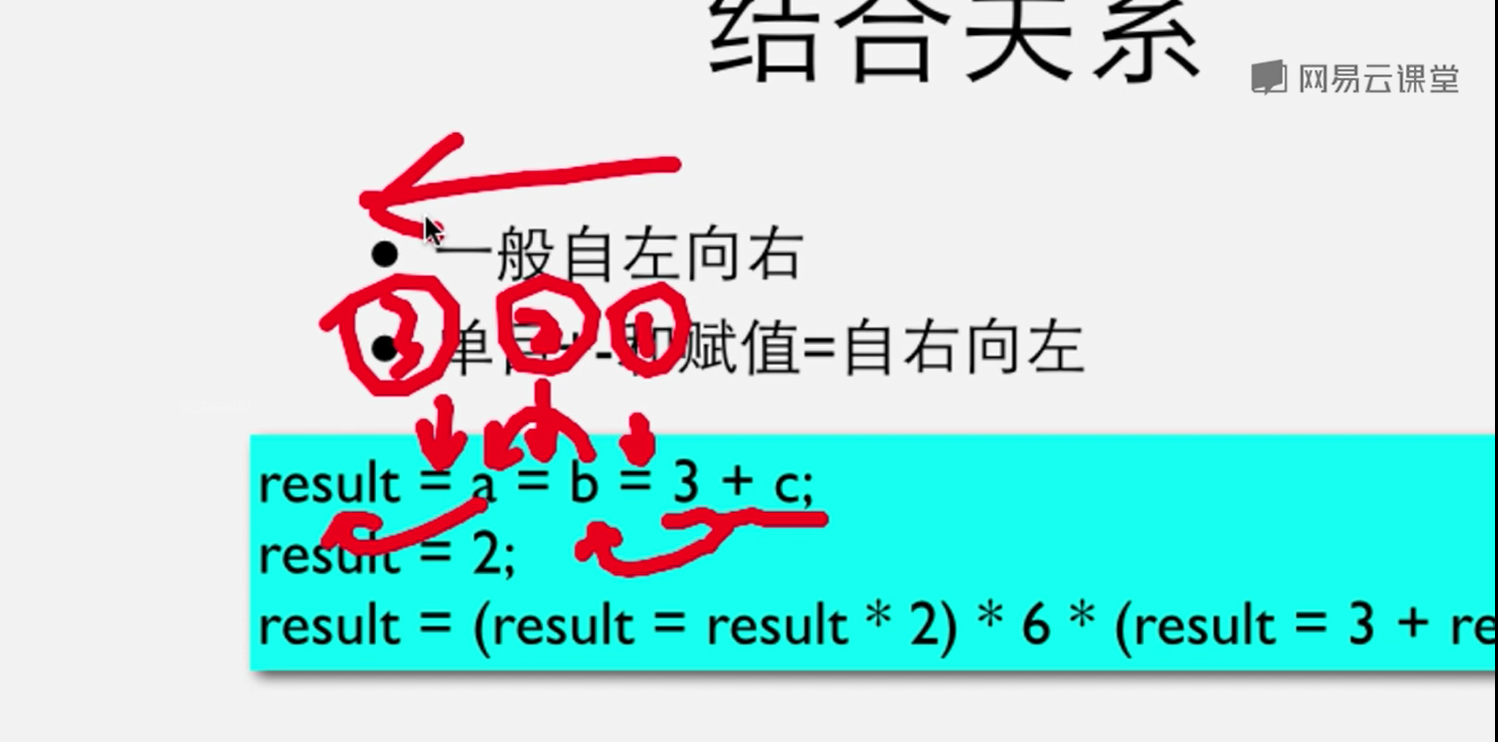 结合关系
网易云课堂
一般自左向右
③ ② ①
单目+-和赋值=自右向左
result = a = b = 3 + c;
result = 2;
result = (result = result * 2) * 6 * (result = 3 + re